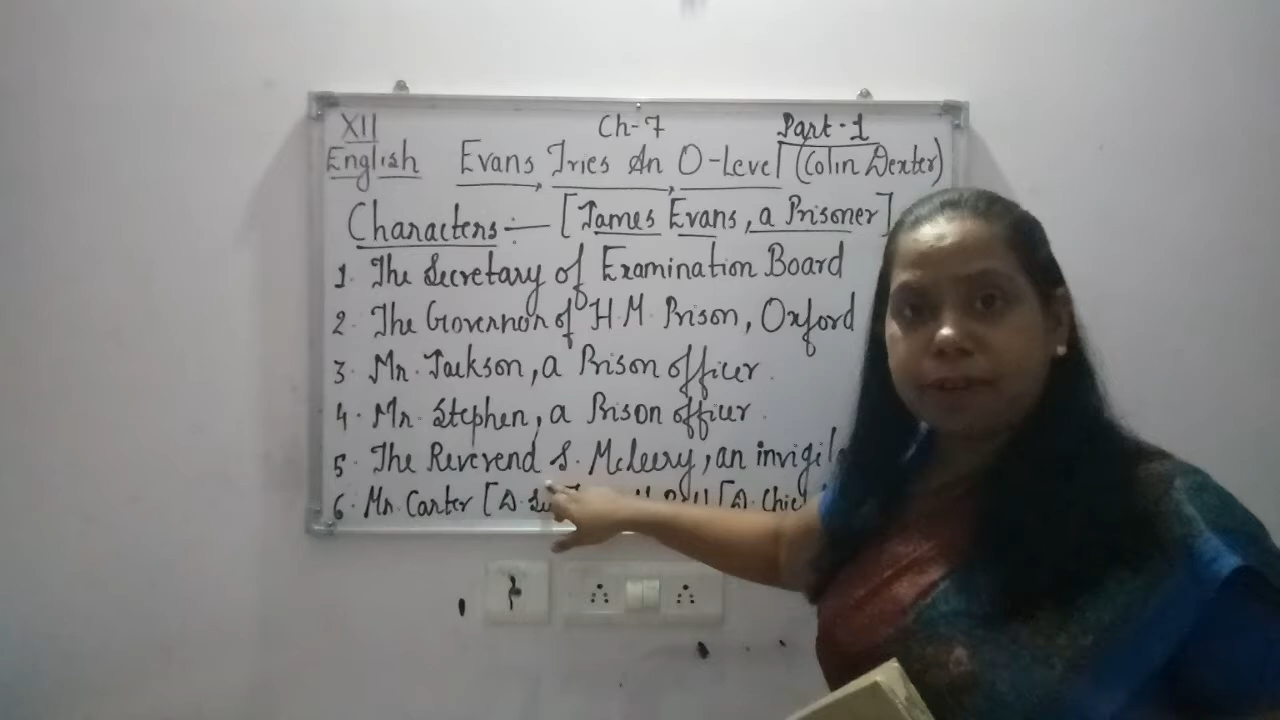 XII Ch-7 Part-1
English Evans Tries An O-Level (Colin Dexter)
Characters:- [James Evans, a Prisoner]
1. The Secretary of Examination Board
2. The Governor of H.M. Prison, Oxford
3. Mr. Jackson, a Prison officer.
4. Mr. Stephen, a Prison officer.
5. The Reverend S. McLeery, an invigil
6. Mr. Carter [D. Su [D. Chie